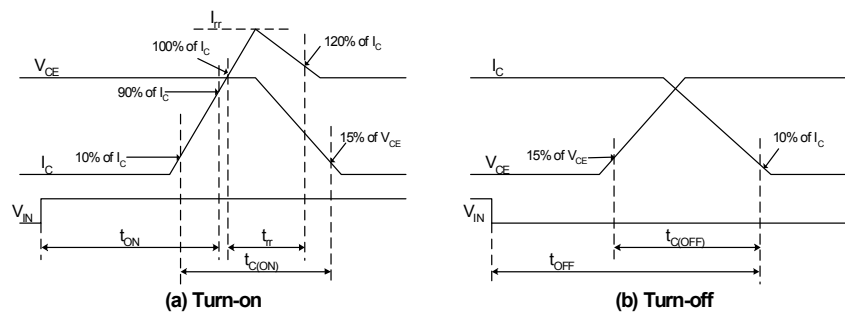 Irr
100% of IC
120% of IC
VCE
90% of IC
10% of IC
15% of VCE
IC
VIN
tON
trr
tC(ON)
(a) Turn-on
IC
15% of VCE
10% of IC
VCE
VIN
tC(OFF)
tOFF
(b) Turn-off